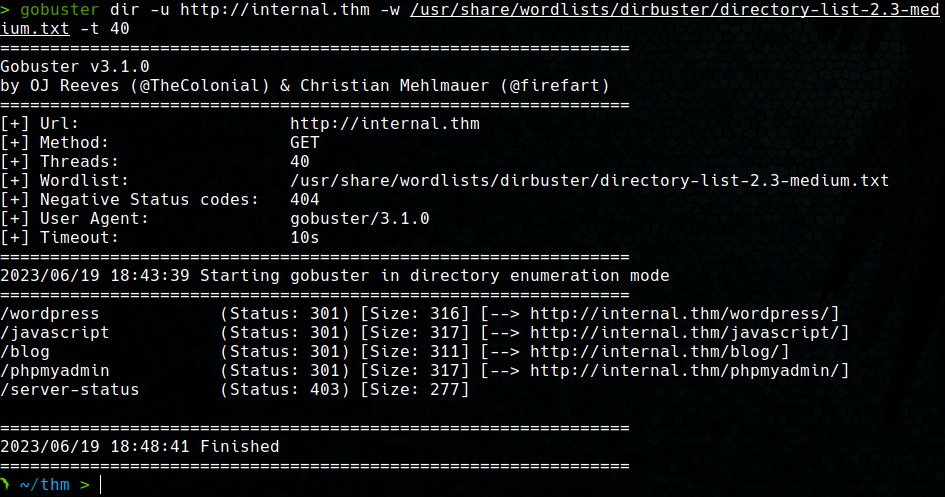 > gobuster dir -u http://internal.thm -w /usr/share/wordlists/dirbuster/directory-list-2.3-med
ium.txt -t 40
===============================================================
Gobuster v3.1.0
by OJ Reeves (@TheColonial) & Christian Mehlmauer (@firefart)
===============================================================
[+] Url:                     http://internal.thm
[+] Method:                  GET
[+] Threads:                 40
[+] Wordlist:                /usr/share/wordlists/dirbuster/directory-list-2.3-medium.txt
[+] Negative Status codes:   404
[+] User Agent:              gobuster/3.1.0
[+] Timeout:                 10s
===============================================================
2023/06/19 18:43:39 Starting gobuster in directory enumeration mode
===============================================================
/wordpress            (Status: 301) [Size: 316] [--> http://internal.thm/wordpress/]
/javascript           (Status: 301) [Size: 317] [--> http://internal.thm/javascript/]
/blog                 (Status: 301) [Size: 311] [--> http://internal.thm/blog/]
/phpmyadmin           (Status: 301) [Size: 317] [--> http://internal.thm/phpmyadmin/]
/server-status        (Status: 403) [Size: 277]

===============================================================
2023/06/19 18:48:41 Finished
===============================================================
~/thm >